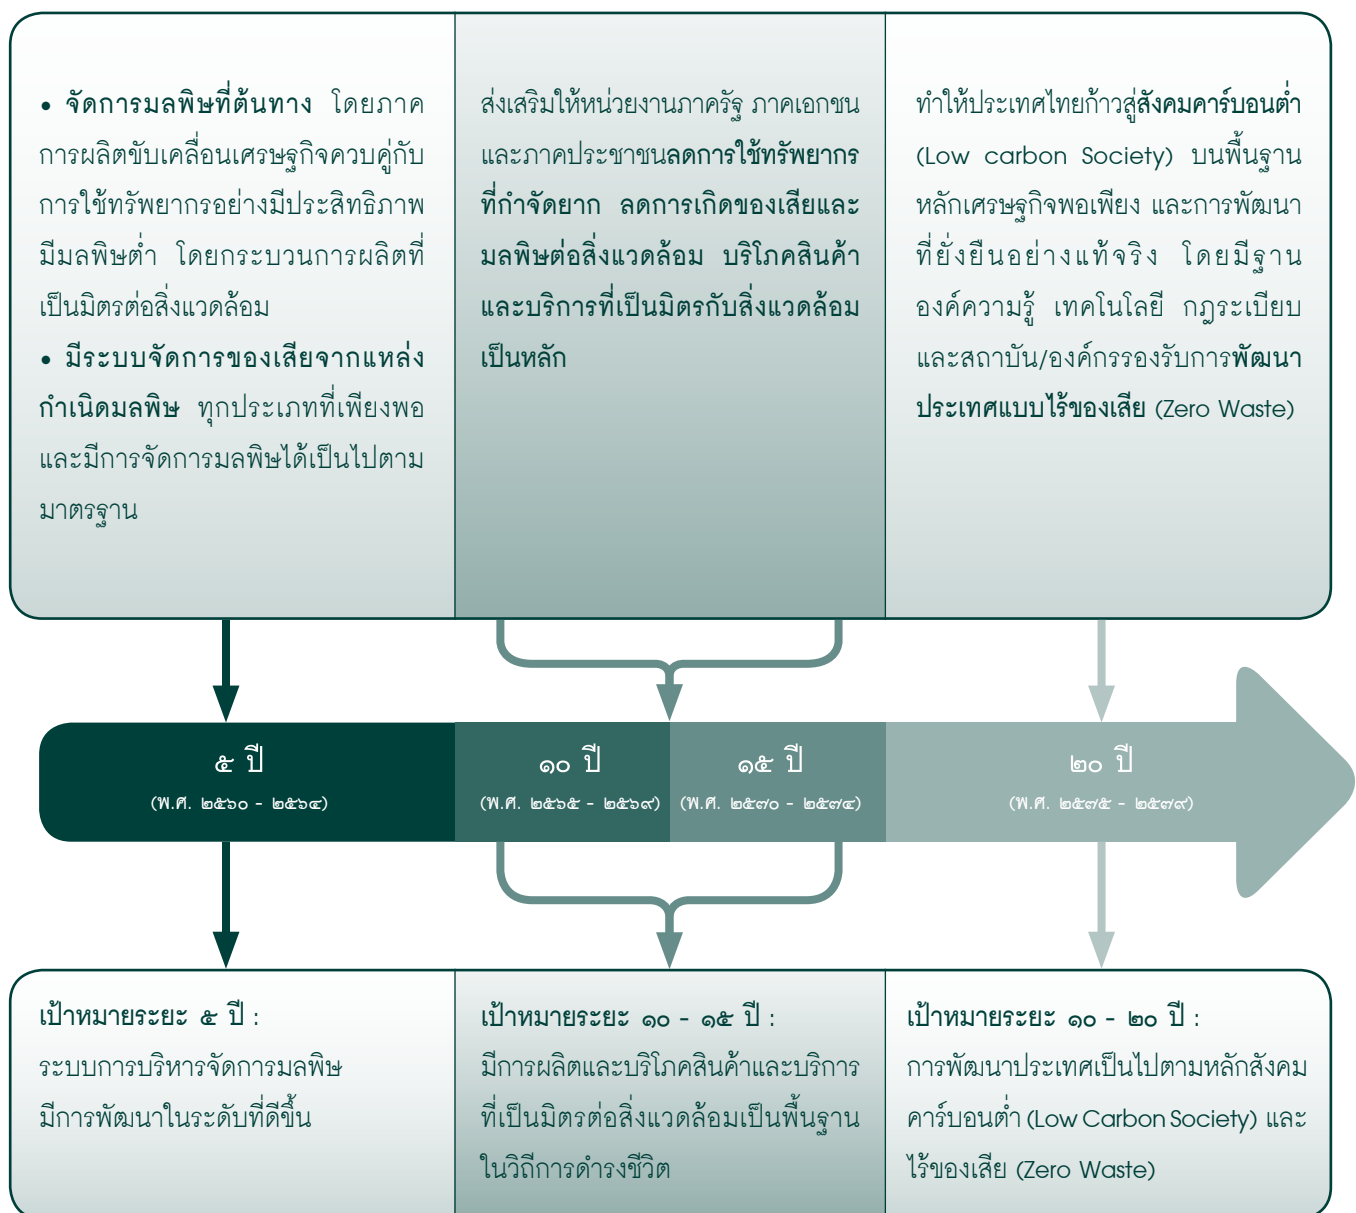 • จัดการมลพิษที่ต้นทาง โดยภาค
การผลิตขับเคลื่อนเศรษฐกิจควบคู่กับ
การใช้ทรัพยากรอย่างมีประสิทธิภาพ
มีมลพิษต่ำ โดยกระบวนการผลิตที่
เป็นมิตรต่อสิ่งแวดล้อม
• มีระบบจัดการของเสียจากแหล่ง
กำเนิดมลพิษ ทุกประเภทที่เพียงพอ
และมีการจัดการมลพิษได้เป็นไปตาม
มาตรฐาน
ส่งเสริมให้หน่วยงานภาครัฐ ภาคเอกชน
และภาคประชาชนลดการใช้ทรัพยากร
ที่กำจัดยาก ลดการเกิดของเสียและ
มลพิษต่อสิ่งแวดล้อม บริโภคสินค้า
และบริการที่เป็นมิตรกับสิ่งแวดล้อม
เป็นหลัก
ทำให้ประเทศไทยก้าวสู่สังคมคาร์บอนต่ำ
(Low carbon Society) บนพื้นฐาน
หลักเศรษฐกิจพอเพียง และการพัฒนา
ที่ยั่งยืนอย่างแท้จริง โดยมีฐาน
องค์ความรู้ เทคโนโลยี กฎระเบียบ
และสถาบัน/องค์กรรองรับการพัฒนา
ประเทศแบบไร้ของเสีย (Zero Waste)
๕ ปี
(พ.ศ. ๒๕๖๐ - ๒๕๖๔)
๑๐ ปี
(พ.ศ. ๒๕๖๕ - ๒๕๖๙)
๑๕ ปี
(พ.ศ. ๒๕๗๐ - ๒๕๗๔)
๒๐ ปี
(พ.ศ. ๒๕๗๕ - ๒๕๗๙)
เป้าหมายระยะ ๕ ปี :
ระบบการบริหารจัดการมลพิษ
มีการพัฒนาในระดับที่ดีขึ้น
เป้าหมายระยะ ๑๐ - ๑๕ ปี :
มีการผลิตและบริโภคสินค้าและบริการ
ที่เป็นมิตรต่อสิ่งแวดล้อมเป็นพื้นฐาน
ในวิถีการดำรงชีวิต
เป้าหมายระยะ ๑๐ - ๒๐ ปี :
การพัฒนาประเทศเป็นไปตามหลักสังคม
คาร์บอนต่ำ (Low Carbon Society) และ
ไร้ของเสีย (Zero Waste)